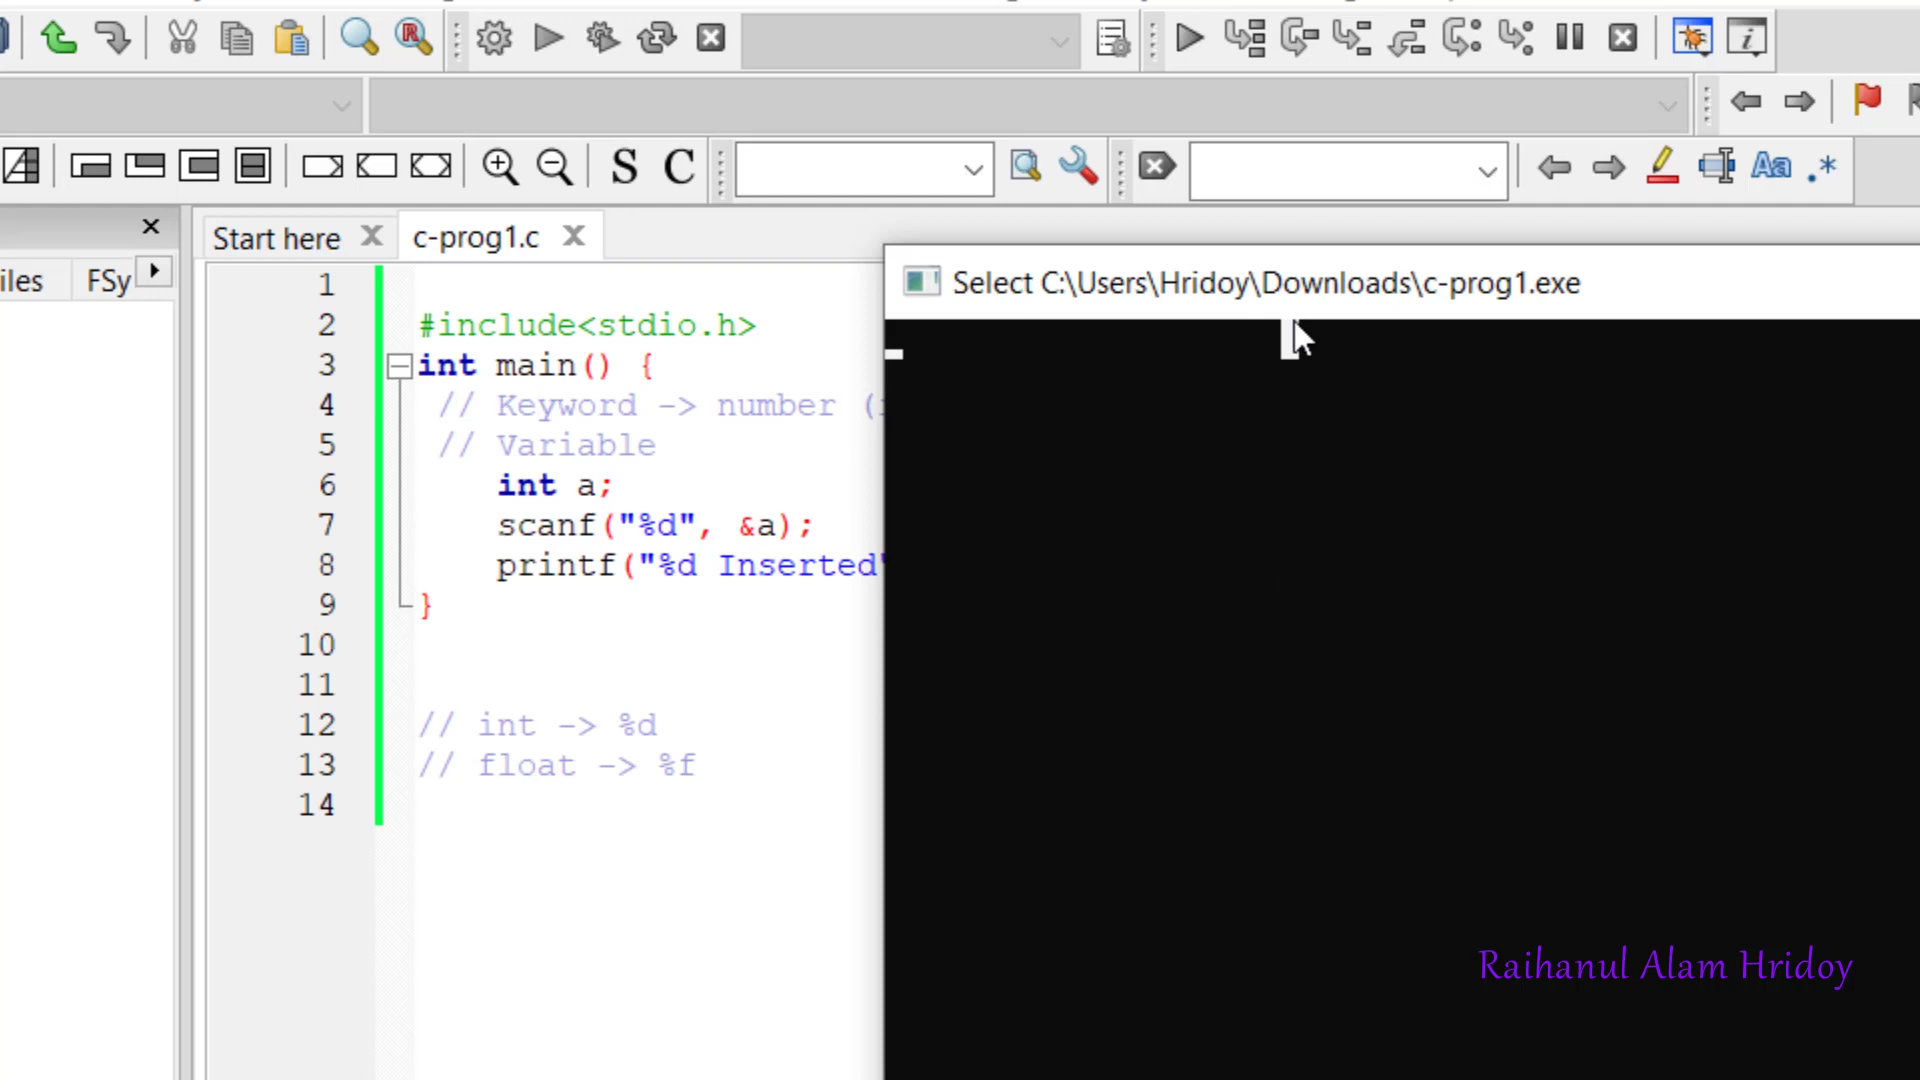 S C
Aa .*
Start here
c-prog1.c
iles
FSy
Select C:\Users\Hridoy\Downloads\c-prog1.exe
1
2 #include<stdio.h>
3 int main() {
4 // Keyword -> number (
5 // Variable
6 int a;
7 scanf("%d", &a);
8 printf("%d Inserted"
9 }
10
11
12 // int -> %d
13 // float -> %f
14
Raihanul Alam Hridoy